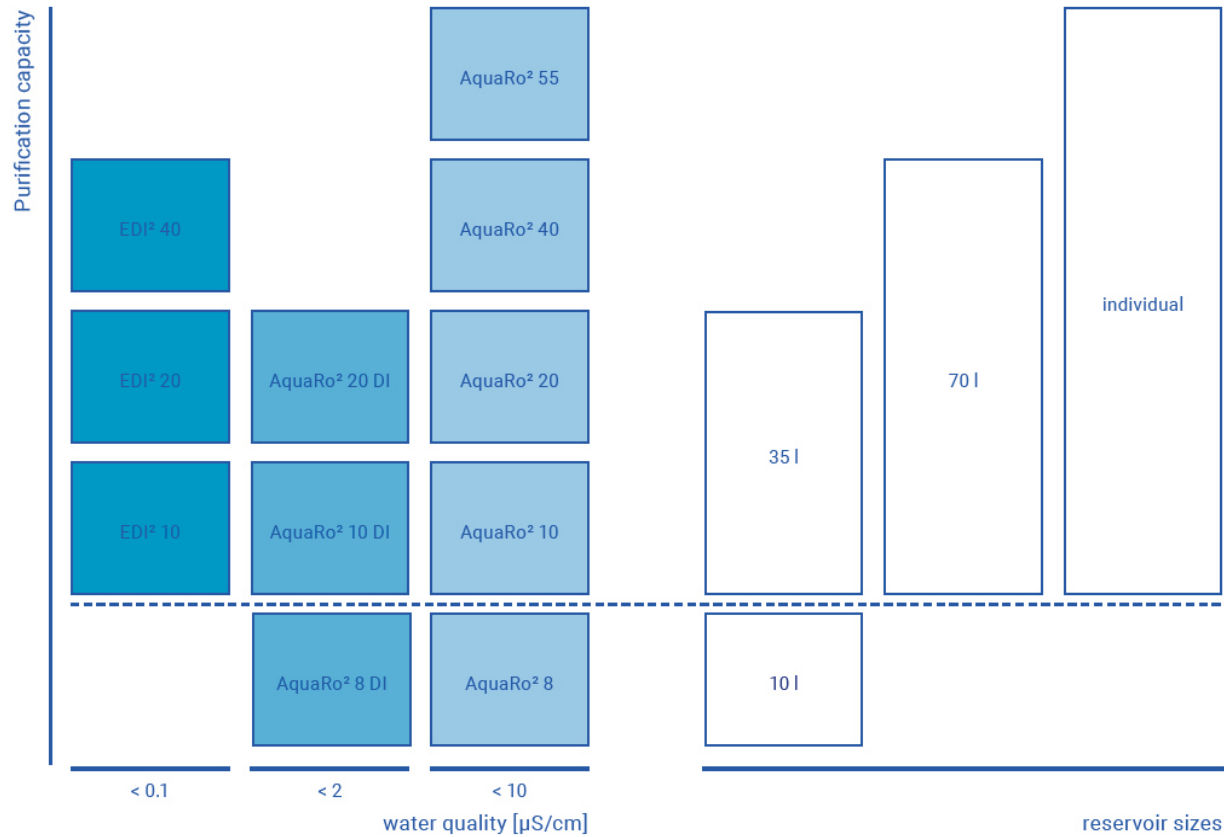 Purification capacity
AquaRo² 55
EDI² 40
AquaRo² 40
individual
EDI² 20
AquaRo² 20 DI
AquaRo² 20
70 l
35 l
EDI² 10
AquaRo² 10 DI
AquaRo² 10
AquaRo² 8 DI
AquaRo² 8
10 l
< 0.1
< 2
< 10
water quality [µS/cm]
reservoir sizes